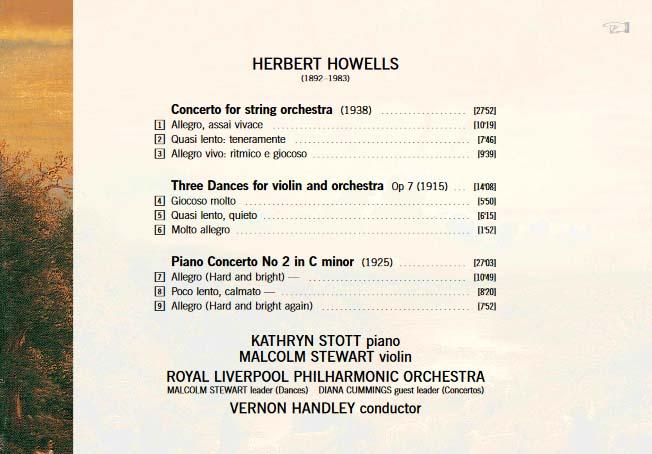 HERBERT HOWELLS
(1892–1983)
Concerto for string orchestra (1938) .................... [27'52]
1 Allegro, assai vivace .................... [10'19]
2 Quasi lento: teneramente .................... [7'46]
3 Allegro vivo: ritmico e giocoso .................... [9'39]
Three Dances for violin and orchestra Op 7 (1915) ... [14'08]
4 Giocoso molto .................... [5'50]
5 Quasi lento, quieto .................... [6'15]
6 Molto allegro .................... [1'52]
Piano Concerto No 2 in C minor (1925) .................... [27'03]
7 Allegro (Hard and bright) — .................... [10'49]
8 Poco lento, calmato — .................... [8'20]
9 Allegro (Hard and bright again) .................... [7'52]
KATHRYN STOTT piano
MALCOLM STEWART violin
ROYAL LIVERPOOL PHILHARMONIC ORCHESTRA
MALCOLM STEWART leader (Dances) DIANA CUMMINGS guest leader (Concertos)
VERNON HANDLEY conductor